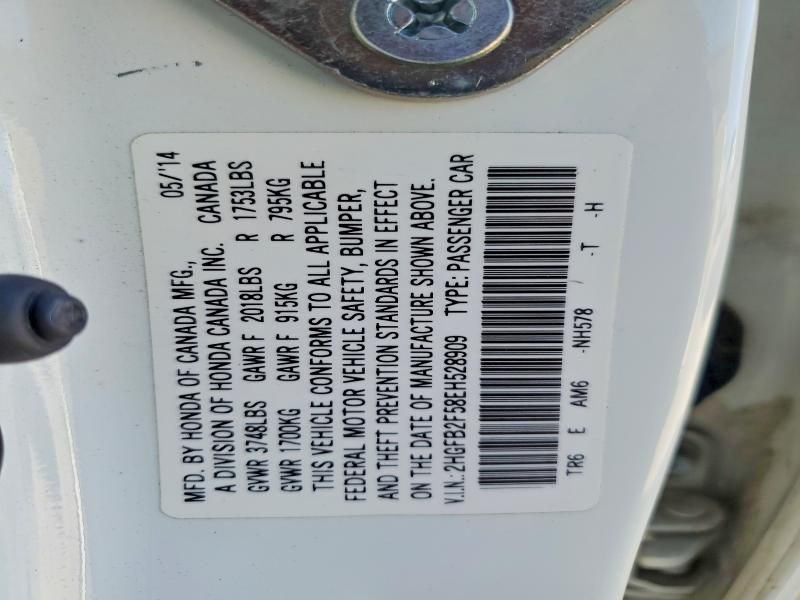 MFD. BY HONDA OF CANADA MFG., 05/'14
A DIVISION OF HONDA CANADA INC. CANADA
GVWR 3748LBS GAWR F 2018LBS R 1753LBS
GVWR 1700KG GAWR F 915KG R 795KG
THIS VEHICLE CONFORMS TO ALL APPLICABLE
FEDERAL MOTOR VEHICLE SAFETY, BUMPER,
AND THEFT PREVENTION STANDARDS IN EFFECT
ON THE DATE OF MANUFACTURE SHOWN ABOVE.
V.I.N.: 2HGFB2F58EH528909 TYPE: PASSENGER CAR
TR6 E AM6 -NH578 / -T -H